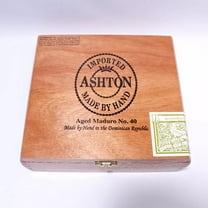 IMPORTED
ASHTON
MADE BY HAND
Aged Maduro No. 40
Made by Hand in the Dominican Republic